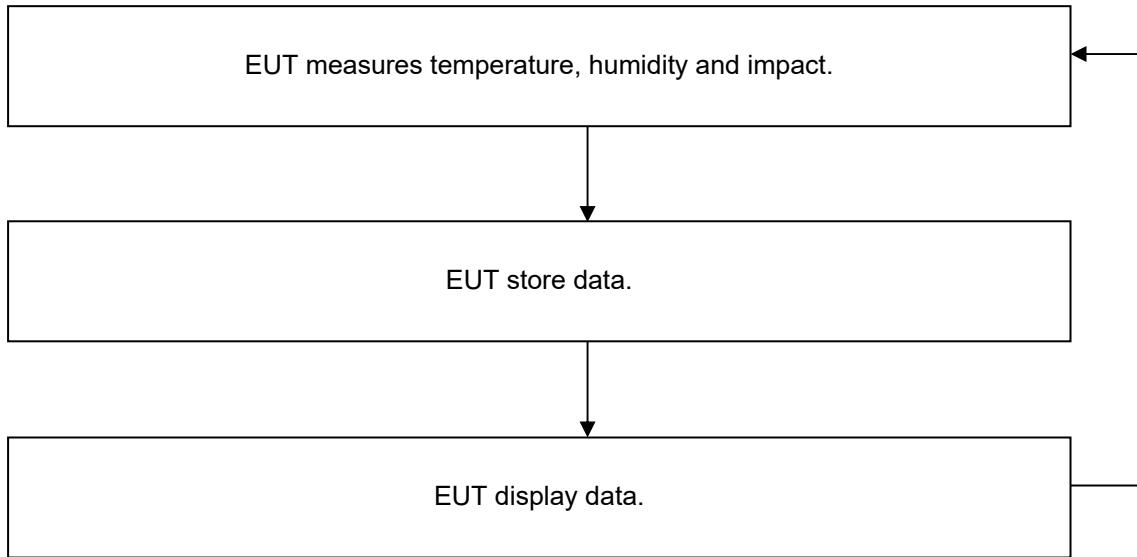 EUT measures temperature, humidity and impact.
EUT store data.
EUT display data.